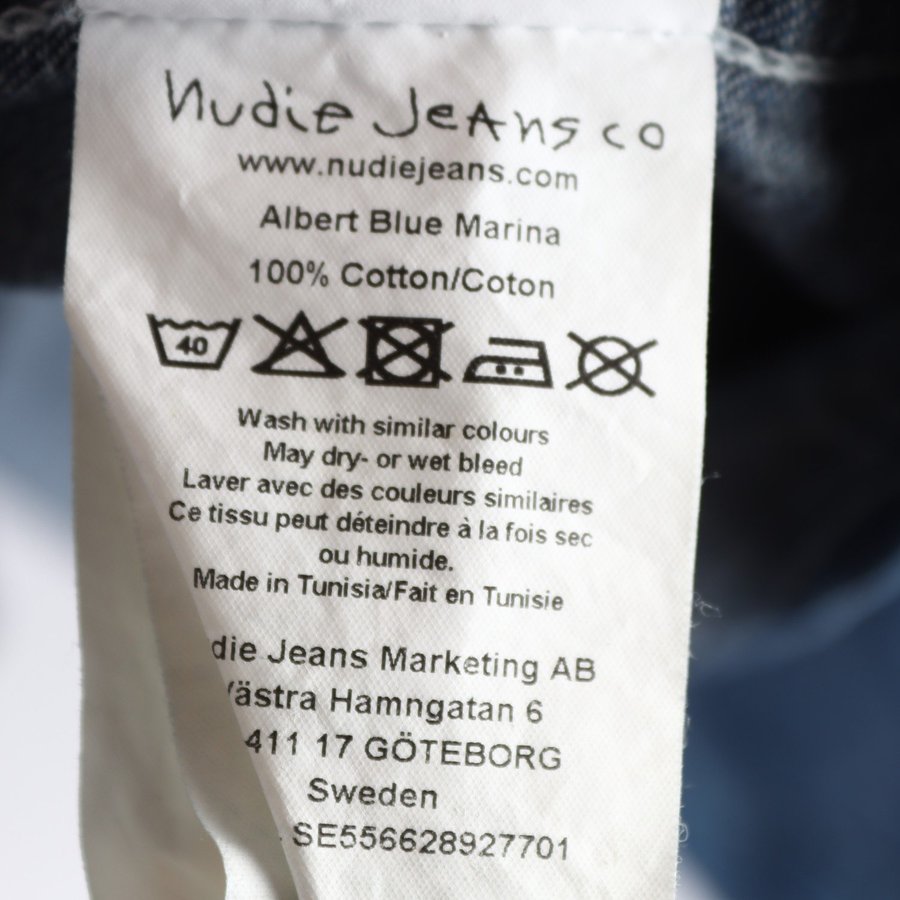 nudie Jeans co
www.nudiejeans.com
Albert Blue Marina
100% Cotton/Coton
40
Wash with similar colours
May dry- or wet bleed
Laver avec des couleurs similaires
Ce tissu peut déteindre à la fois sec
ou humide.
Made in Tunisia/Fait en Tunisie
die Jeans Marketing AB
Västra Hamngatan 6
411 17 GÖTEBORG
Sweden
SE556628927701